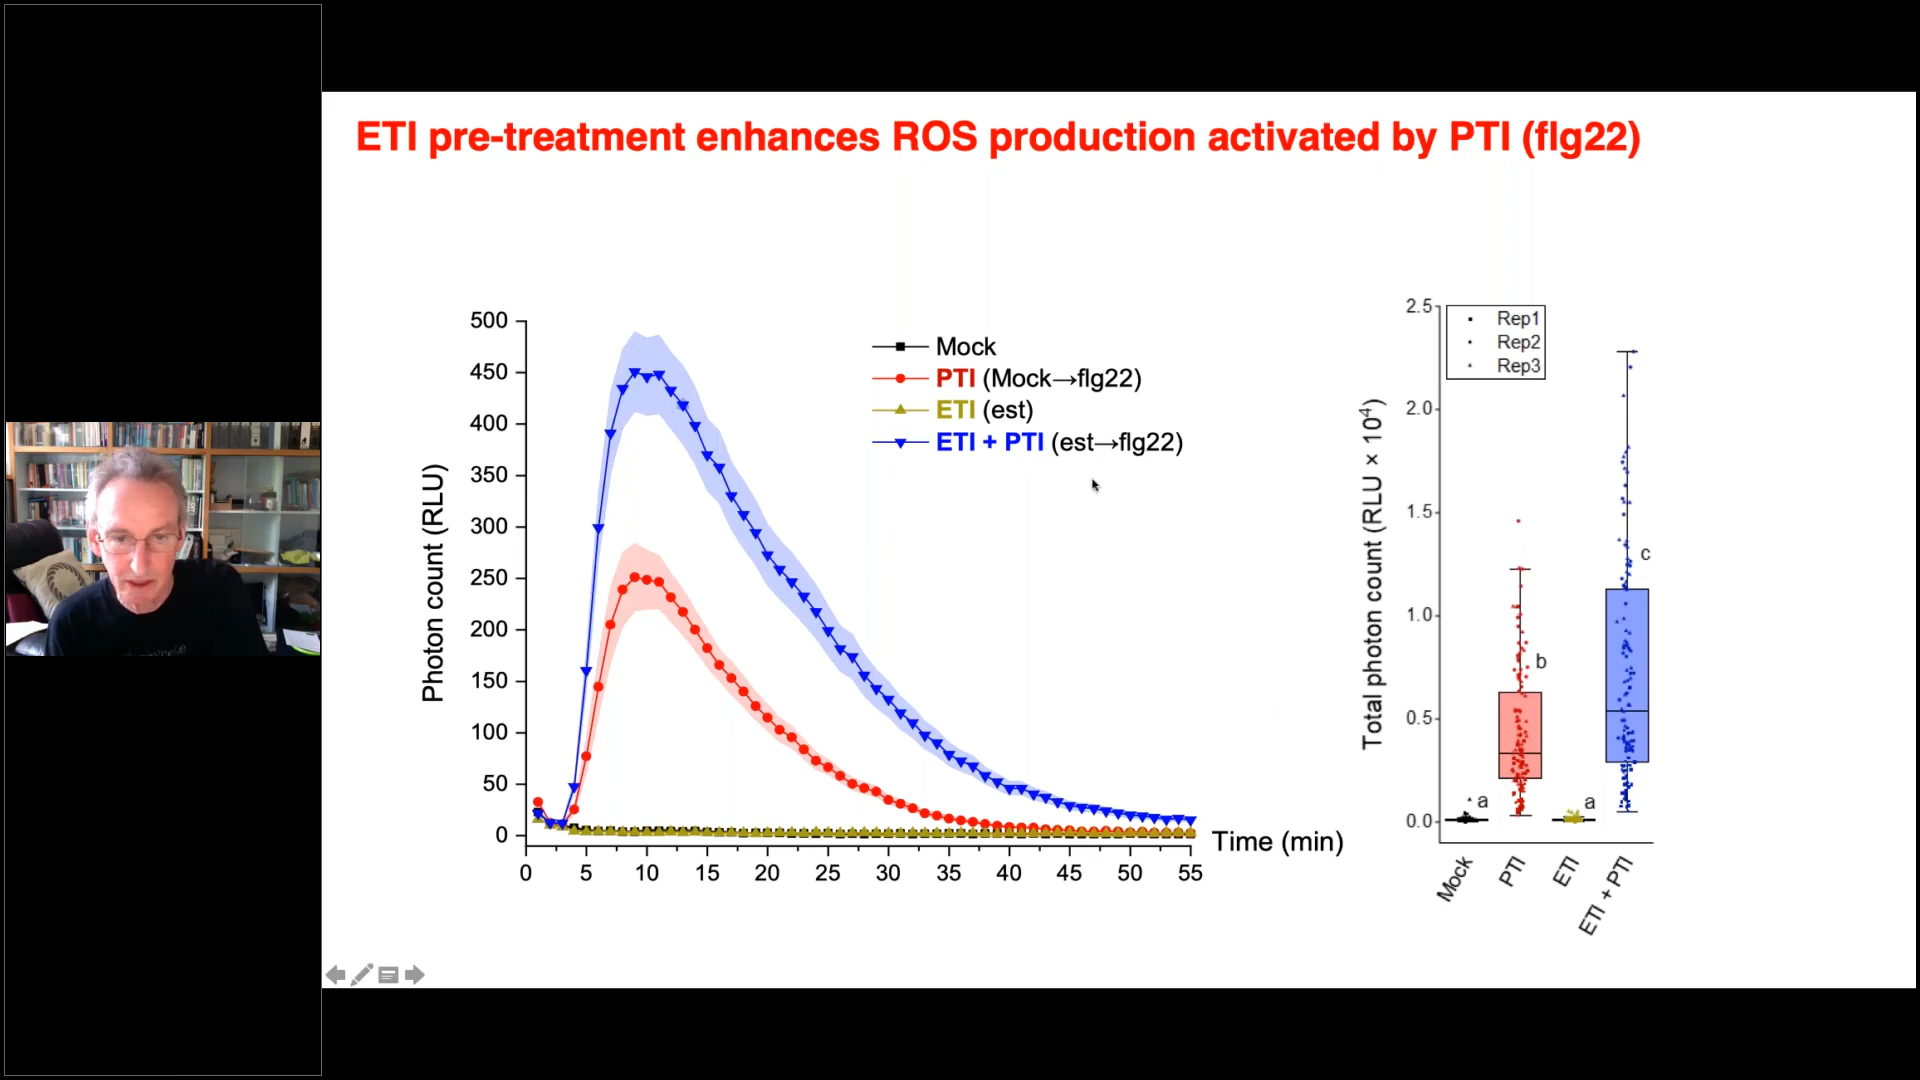 ETI pre-treatment enhances ROS production activated by PTI (flg22)
Photon count (RLU)
500
450
400
350
300
250
200
150
100
50
0
0 5 10 15 20 25 30 35 40 45 50 55
Time (min)
Mock
PTI (Mock→flg22)
ETI (est)
ETI + PTI (est→flg22)
Total photon count (RLU × 10⁴)
2.5
2.0
1.5
1.0
0.5
0.0
Rep1
Rep2
Rep3
a
b
a
c
Mock
PTI
ETI
ETI + PTI